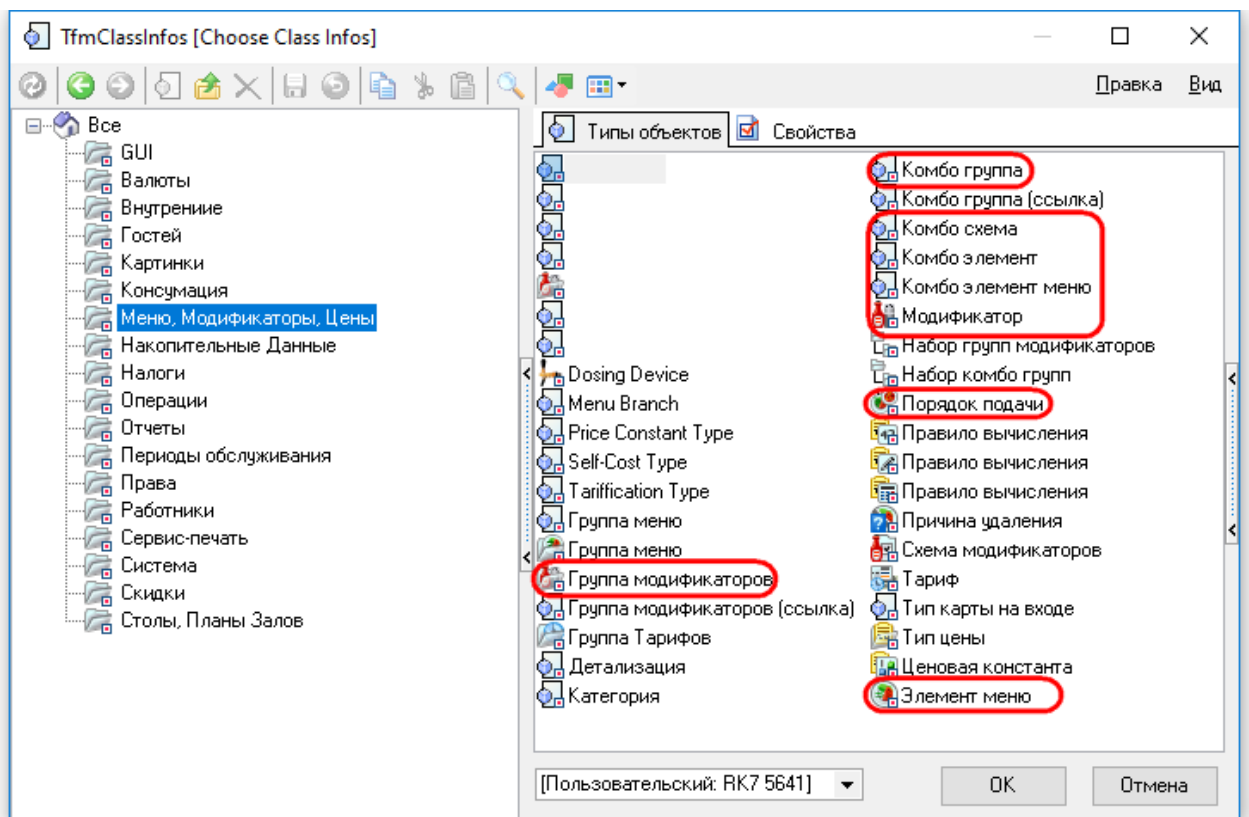 TfmClassInfos [Choose Class Infos]
Правка Вид
Все
GUI
Валюты
Внутрениие
Гостей
Картинки
Консумация
Меню, Модификаторы, Цены
Накопительные Данные
Налоги
Операции
Отчеты
Периоды обслуживания
Права
Работники
Сервис-печать
Система
Скидки
Столы, Планы Залов
Типы объектов
Свойства
Dosing Device
Menu Branch
Price Constant Type
Self-Cost Type
Tariffication Type
Группа меню
Группа меню
Группа модификаторов
Группа модификаторов (ссылка)
Группа Тарифов
Детализация
Категория
Комбо группа
Комбо группа (ссылка)
Комбо схема
Комбо элемент
Комбо элемент меню
Модификатор
Набор групп модификаторов
Набор комбо групп
Порядок подачи
Правило вычисления
Правило вычисления
Правило вычисления
Причина удаления
Схема модификаторов
Тариф
Тип карты на входе
Тип цены
Ценовая константа
Элемент меню
[Пользовательский: RK7 5641]
OK
Отмена